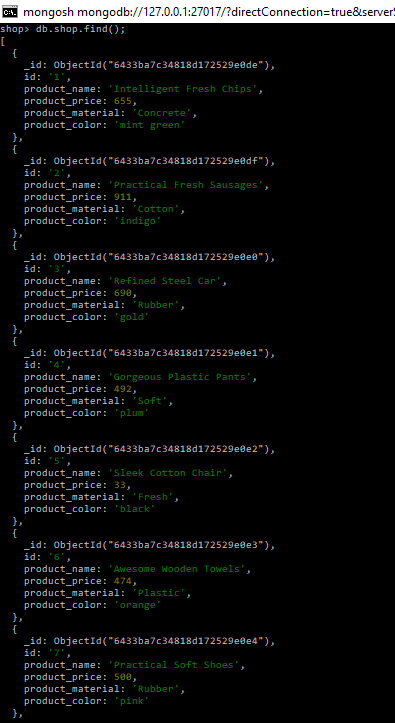 mongosh mongodb://127.0.0.1:27017/?directConnection=true&server
shop> db.shop.find();
[
  {
    _id: ObjectId("6433ba7c34818d172529e0de"),
    id: '1',
    product_name: 'Intelligent Fresh Chips',
    product_price: 655,
    product_material: 'Concrete',
    product_color: 'mint green'
  },
  {
    _id: ObjectId("6433ba7c34818d172529e0df"),
    id: '2',
    product_name: 'Practical Fresh Sausages',
    product_price: 911,
    product_material: 'Cotton',
    product_color: 'indigo'
  },
  {
    _id: ObjectId("6433ba7c34818d172529e0e0"),
    id: '3',
    product_name: 'Refined Steel Car',
    product_price: 690,
    product_material: 'Rubber',
    product_color: 'gold'
  },
  {
    _id: ObjectId("6433ba7c34818d172529e0e1"),
    id: '4',
    product_name: 'Gorgeous Plastic Pants',
    product_price: 492,
    product_material: 'Soft',
    product_color: 'plum'
  },
  {
    _id: ObjectId("6433ba7c34818d172529e0e2"),
    id: '5',
    product_name: 'Sleek Cotton Chair',
    product_price: 33,
    product_material: 'Fresh',
    product_color: 'black'
  },
  {
    _id: ObjectId("6433ba7c34818d172529e0e3"),
    id: '6',
    product_name: 'Awesome Wooden Towels',
    product_price: 474,
    product_material: 'Plastic',
    product_color: 'orange'
  },
  {
    _id: ObjectId("6433ba7c34818d172529e0e4"),
    id: '7',
    product_name: 'Practical Soft Shoes',
    product_price: 500,
    product_material: 'Rubber',
    product_color: 'pink'
  },